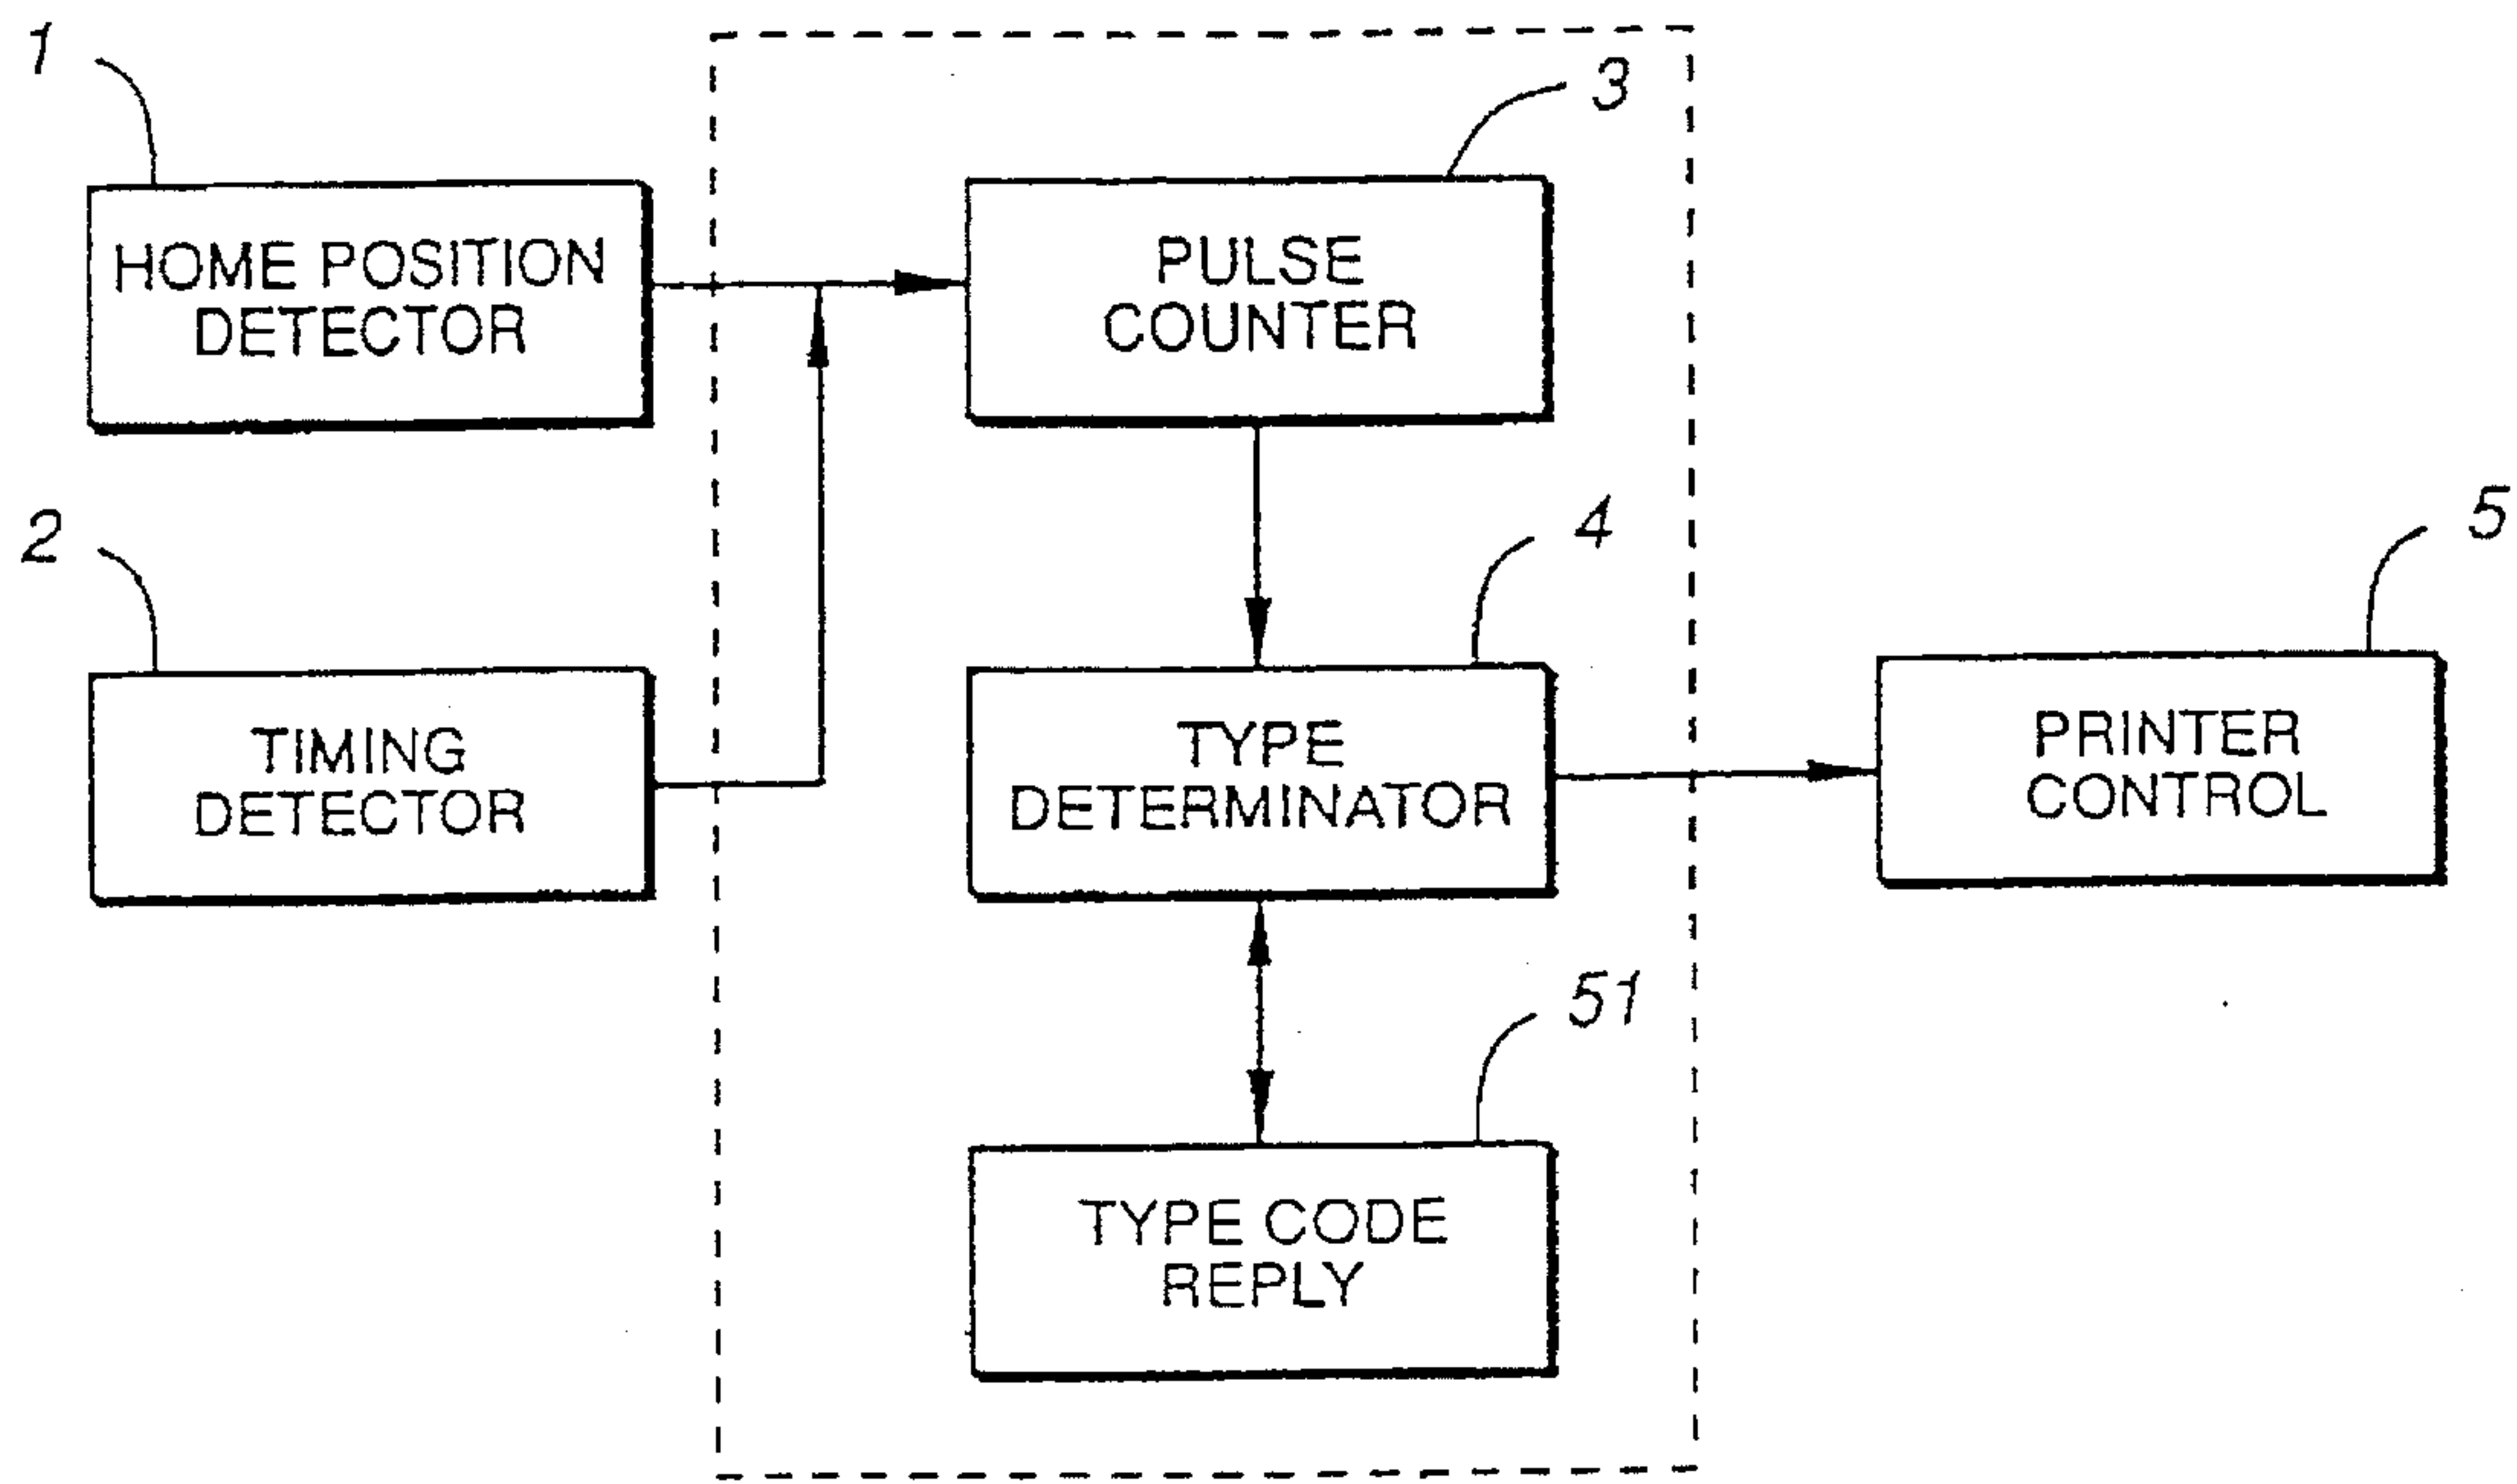 1
3
HOME POSITION
DETECTOR
PULSE
COUNTER
2
4
5
TIMING
DETECTOR
TYPE
DETERMINATOR
PRINTER
CONTROL
51
TYPE CODE
REPLY